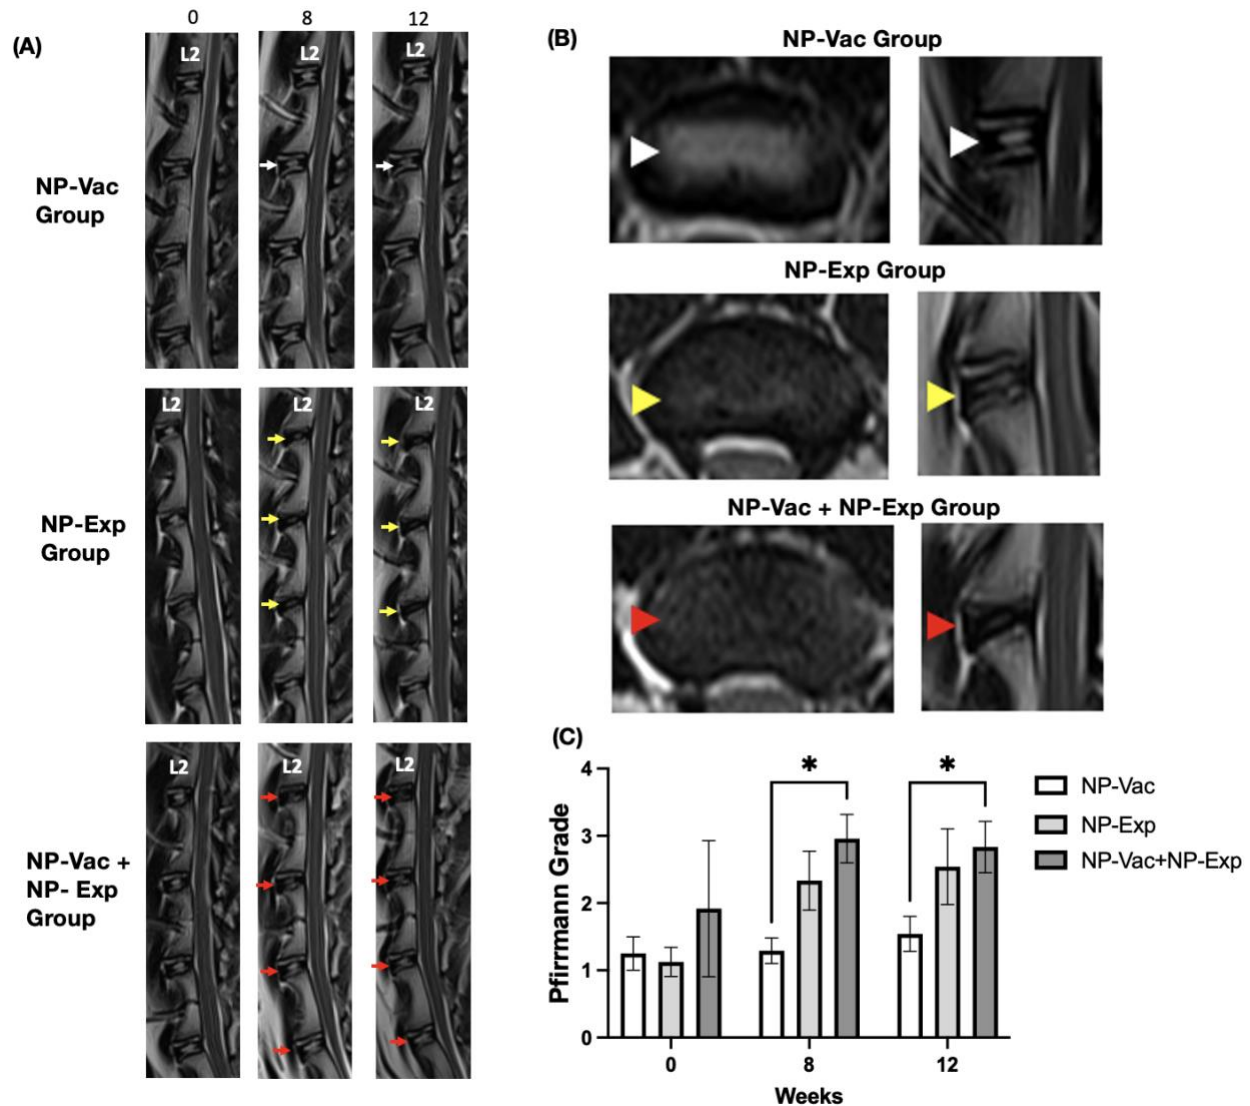 (A)
0 8 12
L2 L2 L2
NP-Vac
Group
L2 L2 L2
NP-Exp
Group
L2 L2 L2
NP-Vac +
NP- Exp
Group
(B)
NP-Vac Group
NP-Exp Group
NP-Vac + NP-Exp Group
(C)
Pfirrmann Grade
4
3
2
1
0
* *
0 8 12
Weeks
NP-Vac
NP-Exp
NP-Vac+NP-Exp